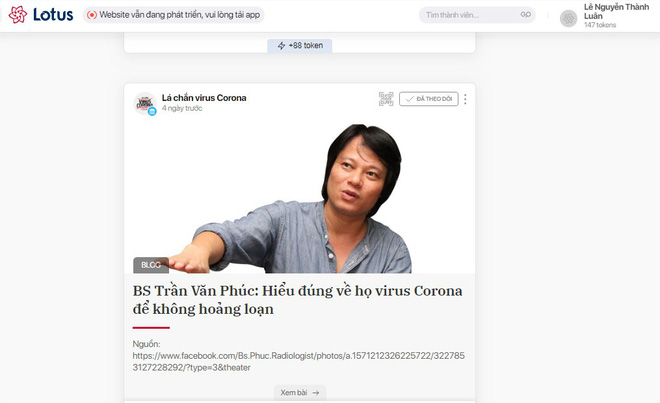 Lotus
Website vẫn đang phát triển, vui lòng tải app
Tìm thành viên...
Lê Nguyễn Thành
Luân
147 tokens
+88 token
Lá chắn virus Corona
4 ngày trước
ĐÃ THEO DÕI
BLOG
BS Trần Văn Phúc: Hiểu đúng về họ virus Corona
để không hoảng loạn
Nguồn:
https://www.facebook.com/Bs.Phuc.Radiologist/photos/a.1571212326225722/322785
3127228292/?type=3&theater
Xem bài